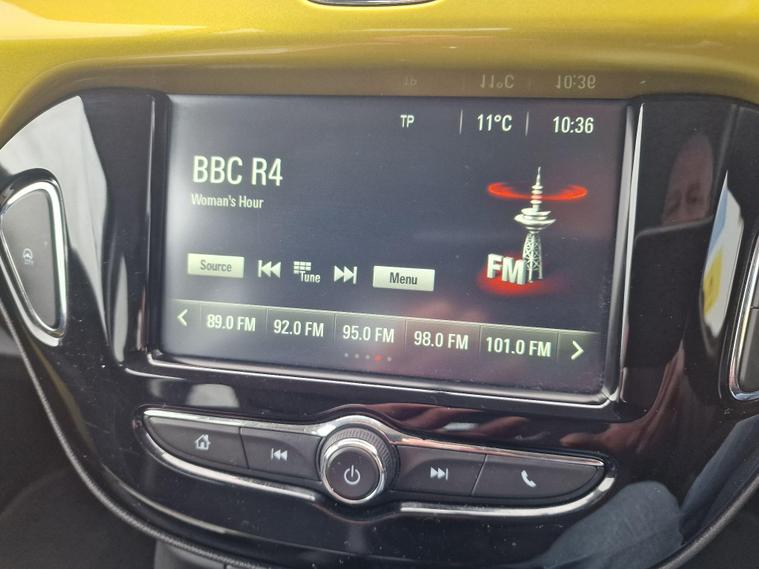 TP 11°C 10:36
BBC R4
Woman's Hour
Source Tune Menu
FM
89.0 FM 92.0 FM 95.0 FM 98.0 FM 101.0 FM